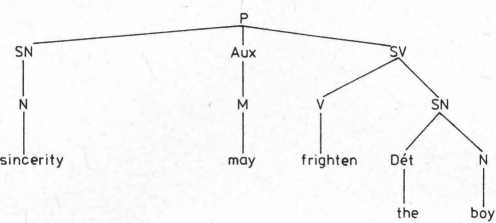 P
SN Aux SV
N M V SN
sincerity may frighten Dét N
the boy